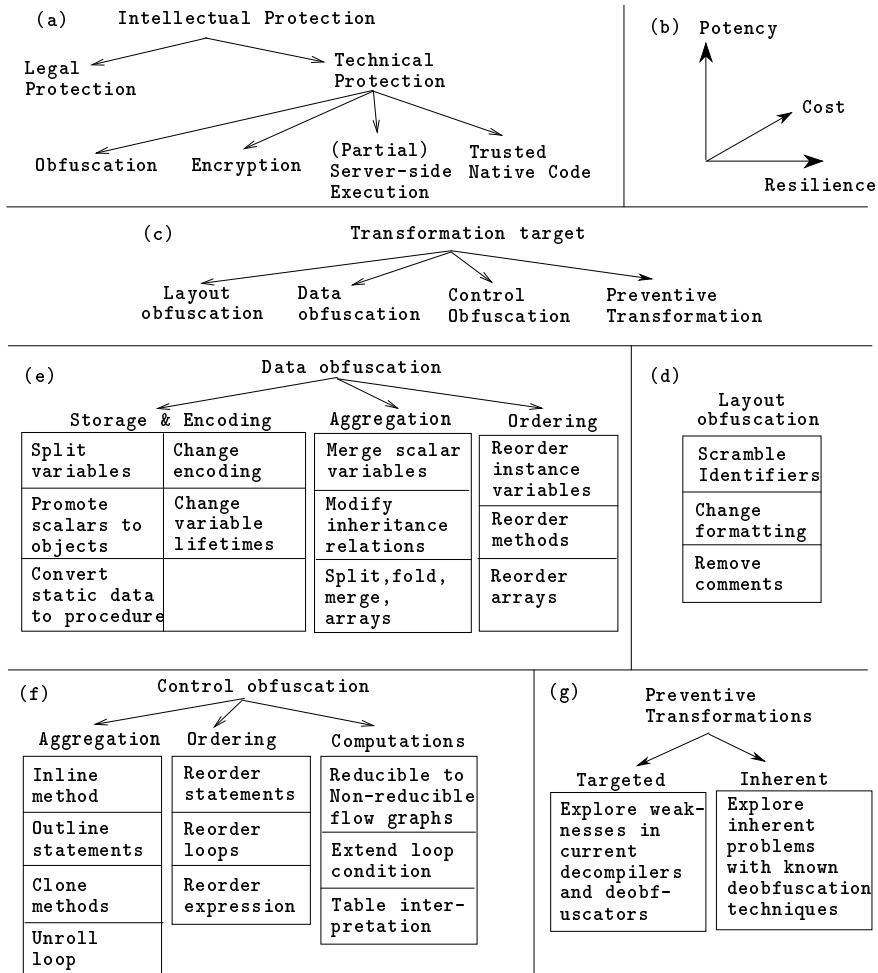 (a)
Intellectual Protection
Legal
Protection
Technical
Protection
Obfuscation
Encryption
(Partial)
Server-side
Execution
Trusted
Native Code
(b)
Potency
Cost
Resilience
(c)
Transformation target
Layout
obfuscation
Data
obfuscation
Control
Obfuscation
Preventive
Transformation
(e)
Data obfuscation
Storage & Encoding
Split
variables
Change
encoding
Promote
scalars to
objects
Change
variable
lifetimes
Convert
static data
to procedure
Aggregation
Merge scalar
variables
Modify
inheritance
relations
Split,fold,
merge,
arrays
Ordering
Reorder
instance
variables
Reorder
methods
Reorder
arrays
(d)
Layout
obfuscation
Scramble
Identifiers
Change
formatting
Remove
comments
(f)
Control obfuscation
Aggregation
Inline
method
Outline
statements
Clone
methods
Unroll
loop
Ordering
Reorder
statements
Reorder
loops
Reorder
expression
Computations
Reducible to
Non-reducible
flow graphs
Extend loop
condition
Table inter-
pretation
(g)
Preventive
Transformations
Targeted
Explore weak-
nesses in
current
decompilers
and deobf-
uscators
Inherent
Explore
inherent
problems
with known
deobfuscation
techniques